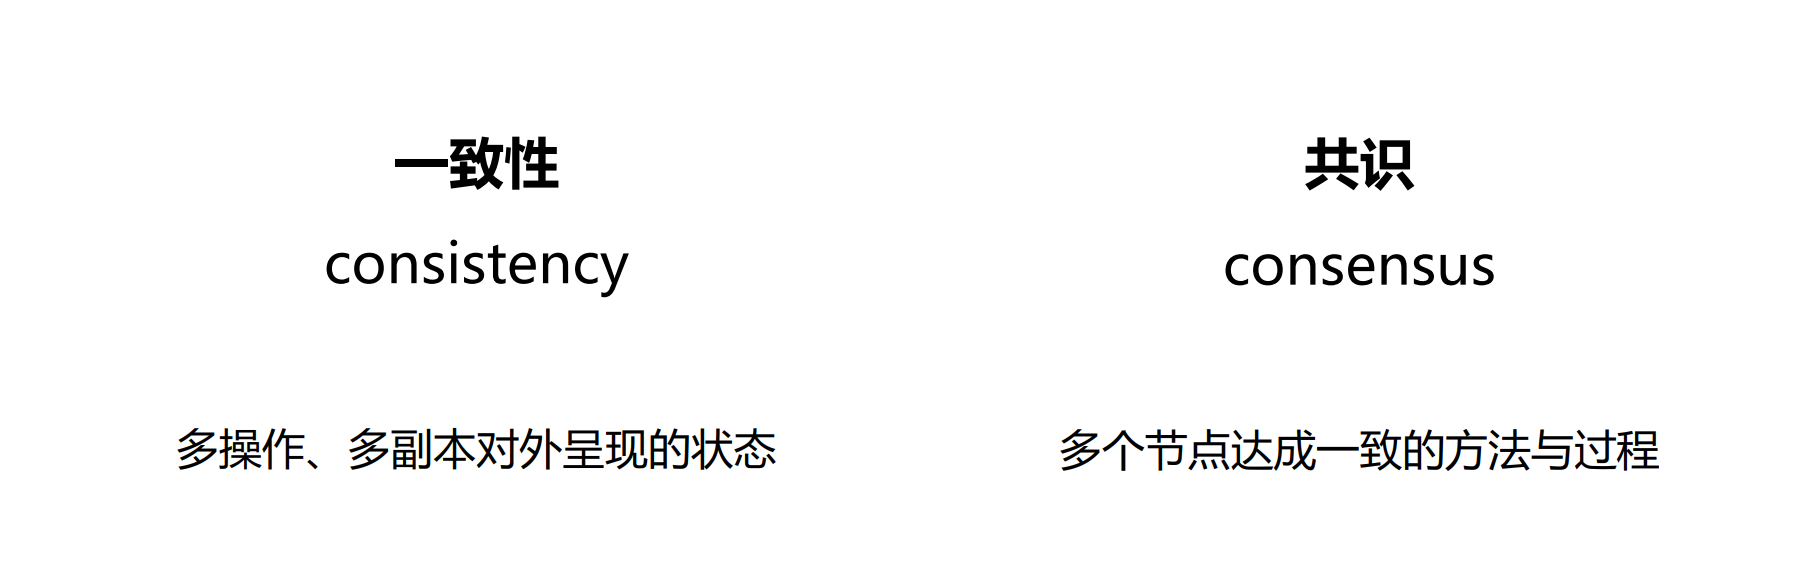 一致性
consistency
多操作、多副本对外呈现的状态
共识
consensus
多个节点达成一致的方法与过程